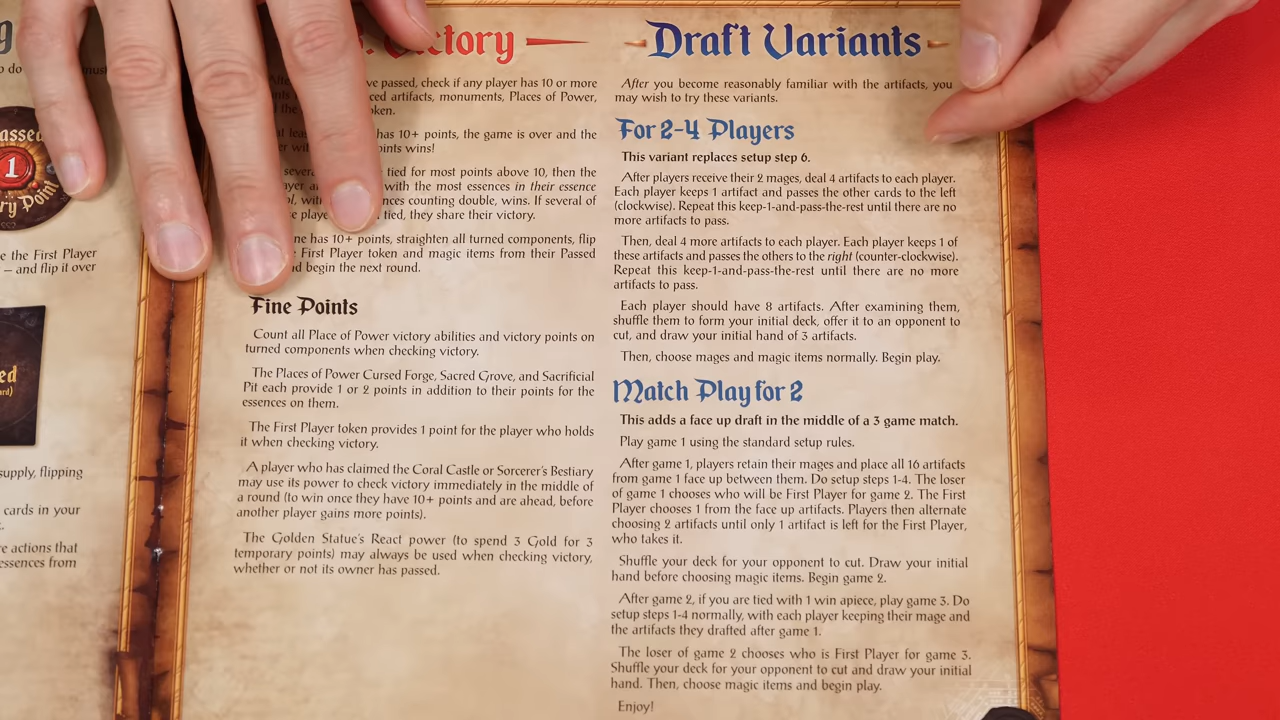 g
o do
must
assed
1
ry Point
e the First Player
— and flip it over
ed
ard)
supply, flipping
cards in your
re actions that
essences from
ctory
ve passed, check if any player has 10 or more
ced artifacts, monuments, Places of Power,
oken.
has 10+ points, the game is over and the
ints wins!
tied for most points above 10, then the
with the most essences in their essence
nces counting double, wins. If several of
e playe tied, they share their victory.
ne has 10+ points, straighten all turned components, flip
e First Player token and magic items from their Passed
nd begin the next round.
Fine Points
Count all Place of Power victory abilities and victory points on
turned components when checking victory.
The Places of Power Cursed Forge, Sacred Grove, and Sacrificial
Pit each provide 1 or 2 points in addition to their points for the
essences on them.
The First Player token provides 1 point for the player who holds
it when checking victory.
A player who has claimed the Coral Castle or Sorcerer's Bestiary
may use its power to check victory immediately in the middle of
a round (to win once they have 10+ points and are ahead, before
another player gains more points).
The Golden Statue's React power (to spend 3 Gold for 3
temporary points) may always be used when checking victory,
whether or not its owner has passed.
Draft Variants
After you become reasonably familiar with the artifacts, you
may wish to try these variants.
For 2-4 Players
This variant replaces setup step 6.
After players receive their 2 mages, deal 4 artifacts to each player.
Each player keeps 1 artifact and passes the other cards to the left
(clockwise). Repeat this keep-1-and-pass-the-rest until there are no
more artifacts to pass.
Then, deal 4 more artifacts to each player. Each player keeps 1 of
these artifacts and passes the others to the right (counter-clockwise).
Repeat this keep-1-and-pass-the-rest until there are no more
artifacts to pass.
Each player should have 8 artifacts. After examining them,
shuffle them to form your initial deck, offer it to an opponent to
cut, and draw your initial hand of 3 artifacts.
Then, choose mages and magic items normally. Begin play.
Match Play for 2
This adds a face up draft in the middle of a 3 game match.
Play game 1 using the standard setup rules.
After game 1, players retain their mages and place all 16 artifacts
from game 1 face up between them. Do setup steps 1-4. The loser
of game 1 chooses who will be First Player for game 2. The First
Player chooses 1 from the face up artifacts. Players then alternate
choosing 2 artifacts until only 1 artifact is left for the First Player,
who takes it.
Shuffle your deck for your opponent to cut. Draw your initial
hand before choosing magic items. Begin game 2.
After game 2, if you are tied with 1 win apiece, play game 3. Do
setup steps 1-4 normally, with each player keeping their mage and
the artifacts they drafted after game 1.
The loser of game 2 chooses who is First Player for game 3.
Shuffle your deck for your opponent to cut and draw your initial
hand. Then, choose magic items and begin play.
Enjoy!